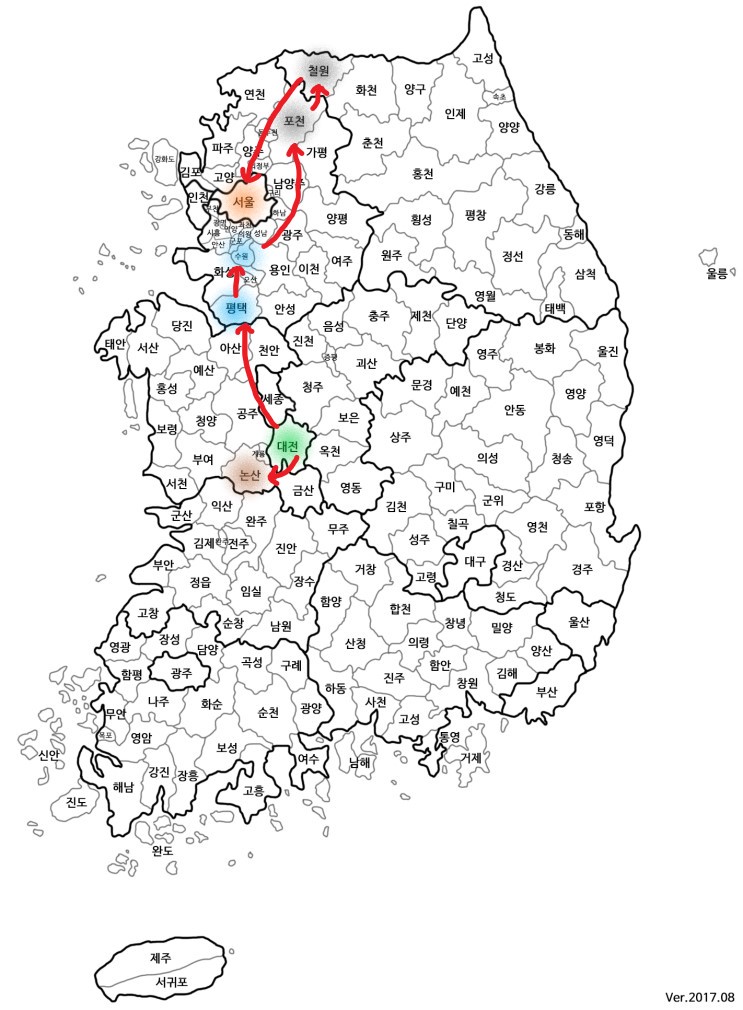 고성
철원
화천
양구
연천
속초
인제
포천
양양
춘천
파주
가평
강화도
홍천
김포
고양
남양주
강릉
인천
서울
구리
하남
양평
횡성
평창
시흥
안양
의왕
성남
광주
동해
안산
군포
수원
원주
정선
여주
용인
이천
삼척
울릉
오산
영월
평택
안성
태백
음성
충주
제천
단양
당진
태안
서산
아산
천안
진천
증평
영주
봉화
울진
괴산
예산
홍성
청주
문경
예천
영양
세종
안동
공주
청양
보은
보령
상주
영덕
대전
옥천
계룡
부여
의성
청송
논산
서천
금산
영동
구미
군위
김천
익산
포항
군산
완주
칠곡
무주
영천
성주
김제
전주
진안
부안
대구
경산
경주
거창
고령
정읍
임실
장수
청도
함양
합천
고창
순창
남원
창녕
밀양
울산
장성
담양
영광
산청
의령
양산
곡성
구례
함평
광주
함안
김해
진주
창원
하동
부산
나주
화순
사천
광양
무안
순천
고성
목포
영암
통영
보성
신안
여수
남해
거제
강진
장흥
해남
고흥
진도
완도
제주
서귀포
Ver.2017.08